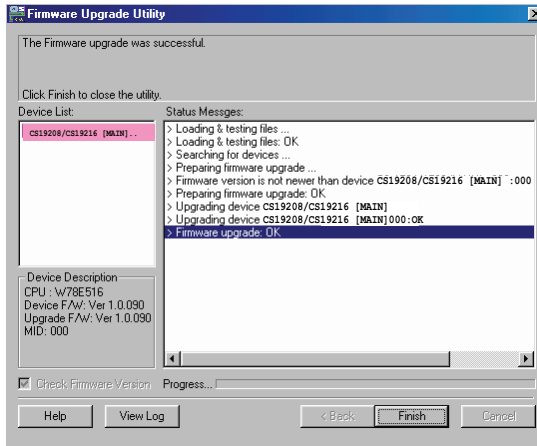 Firmware Upgrade Utility
The Firmware upgrade was successful.
Click Finish to close the utility.
Device List:
CS19208/CS19216 [MAIN]..
Status Messges:
> Loading & testing files ...
> Loading & testing files: OK
> Searching for devices ...
> Preparing firmware upgrade ...
> Firmware version is not newer than device CS19208/CS19216 [MAIN] :000
> Preparing firmware upgrade: OK
> Upgrading device CS19208/CS19216 [MAIN]
> Upgrading device CS19208/CS19216 [MAIN]000:OK
> Firmware upgrade: OK
Device Description
CPU : W78E516
Device F/W: Ver 1.0.090
Upgrade F/W: Ver 1.0.090
MID: 000
Check Firmware Version
Progress...
Help
View Log
< Back
Finish
Cancel